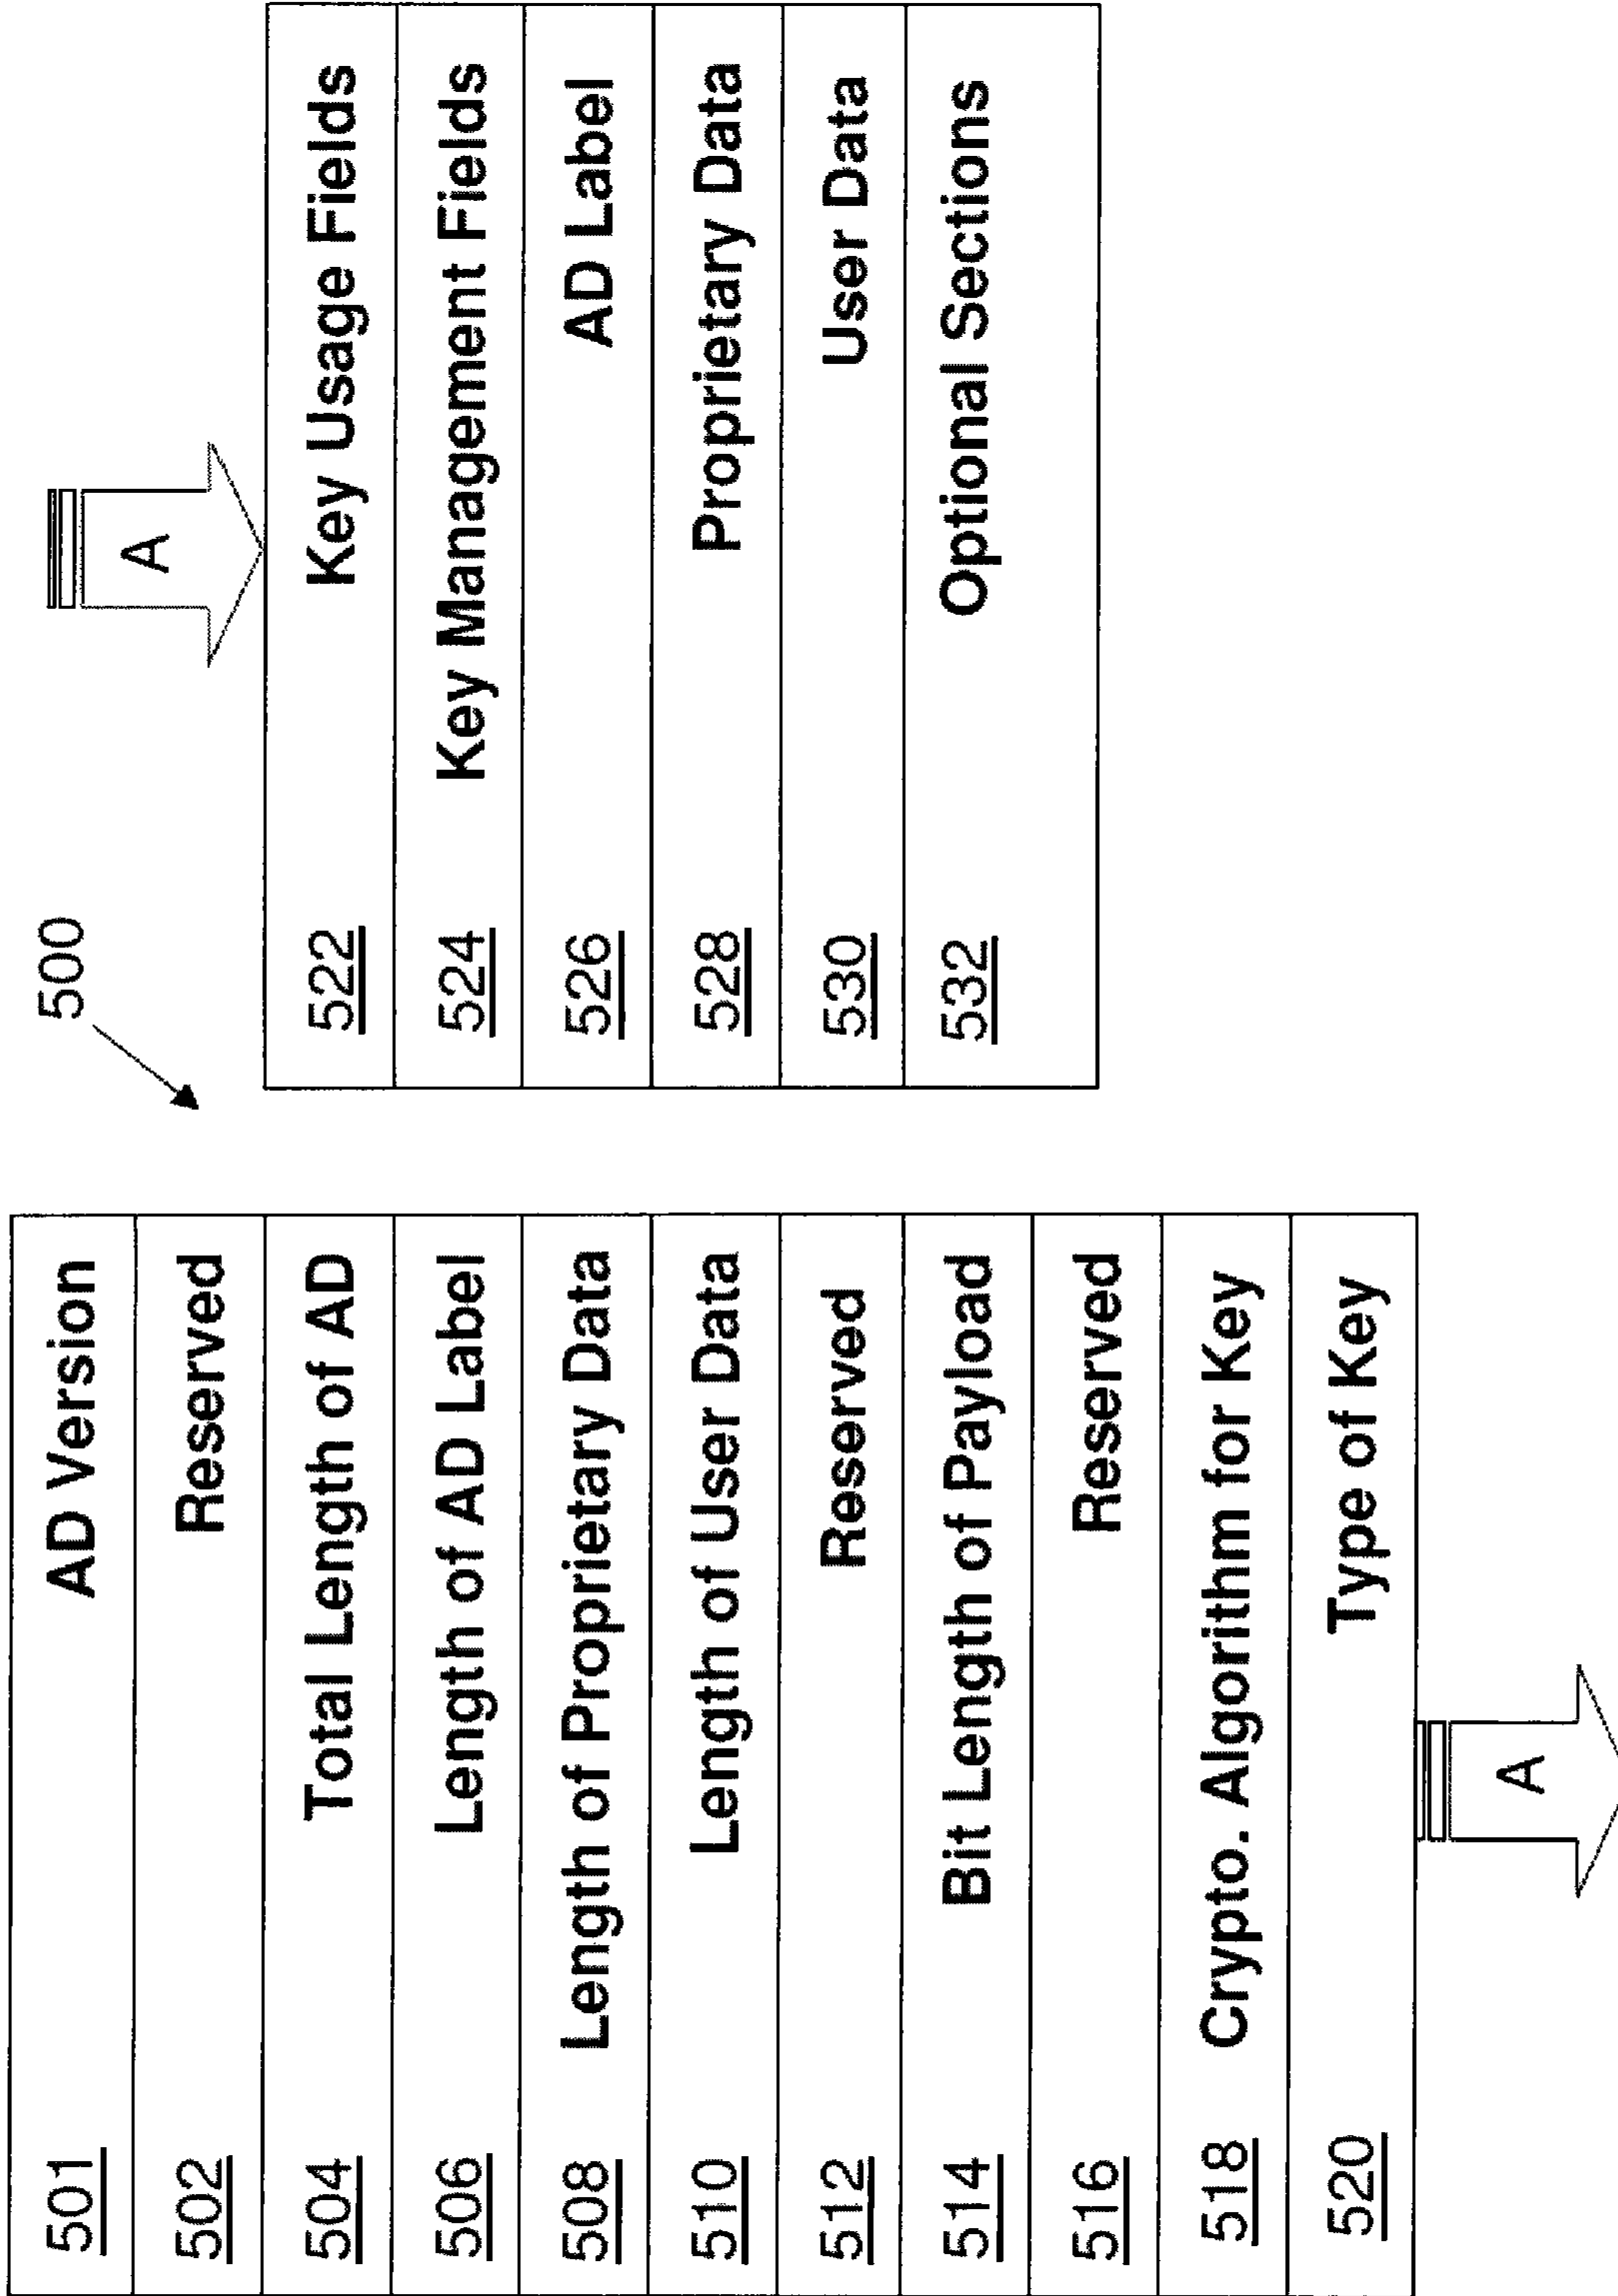 500
501 AD Version
502 Reserved
504 Total Length of AD
506 Length of AD Label
508 Length of Proprietary Data
510 Length of User Data
512 Reserved
514 Bit Length of Payload
516 Reserved
518 Crypto. Algorithm for Key
520 Type of Key
A
A
522 Key Usage Fields
524 Key Management Fields
526 AD Label
528 Proprietary Data
530 User Data
532 Optional Sections